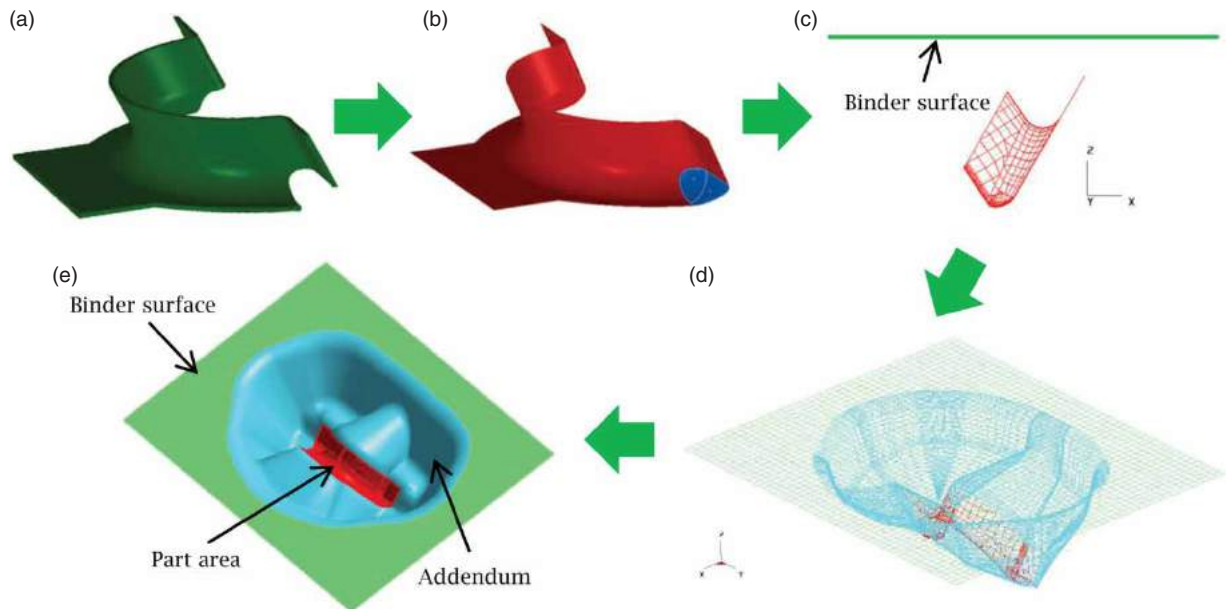 (a)
(b)
(c)
Binder surface
Z
Y
X
(e)
(d)
Binder surface
Part area
Addendum
Z
X
Y